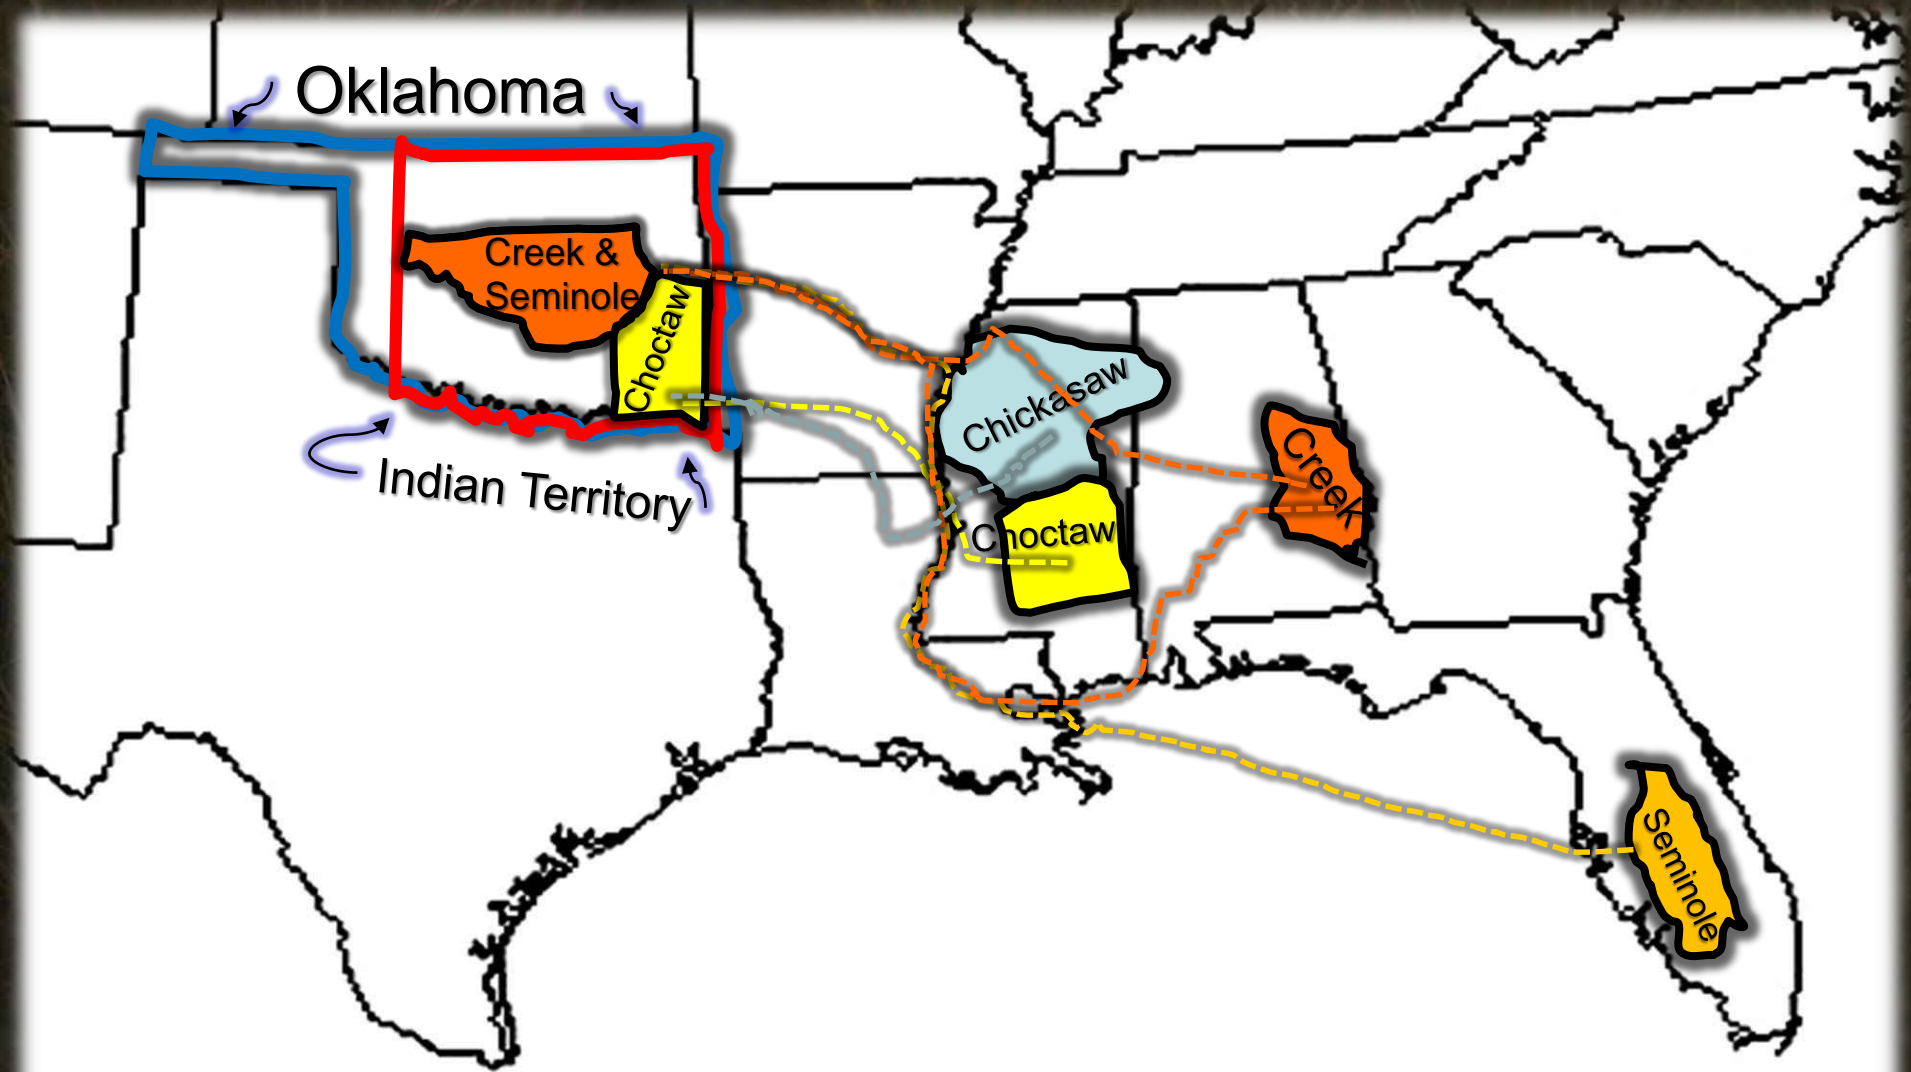 Oklahoma
Creek &
Seminole
Choctaw
Indian Territory
Chickasaw
Choctaw
Creek
Seminole